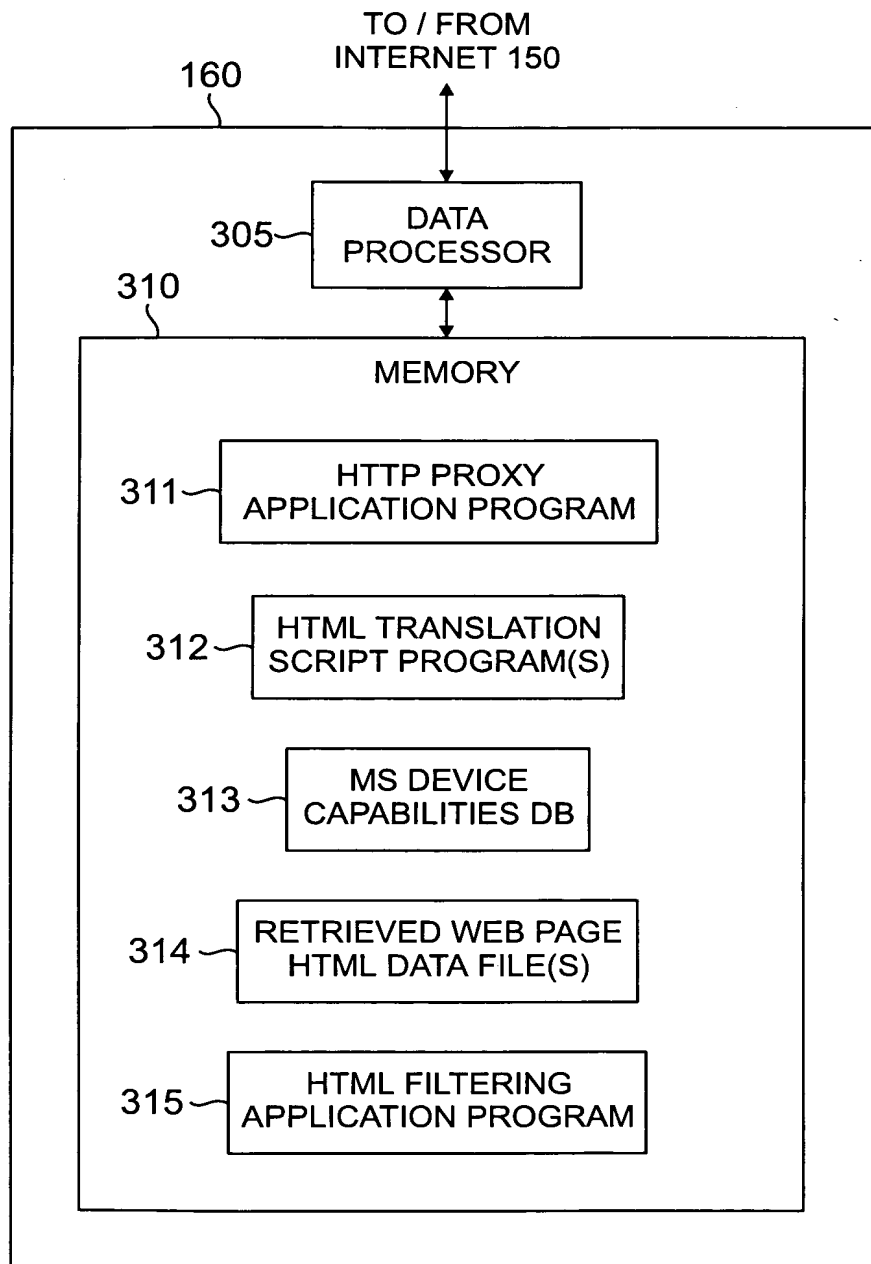 TO / FROM
INTERNET 150
160
DATA
PROCESSOR
305
310
MEMORY
HTTP PROXY
APPLICATION PROGRAM
311
HTML TRANSLATION
SCRIPT PROGRAM(S)
312
MS DEVICE
CAPABILITIES DB
313
RETRIEVED WEB PAGE
HTML DATA FILE(S)
314
HTML FILTERING
APPLICATION PROGRAM
315